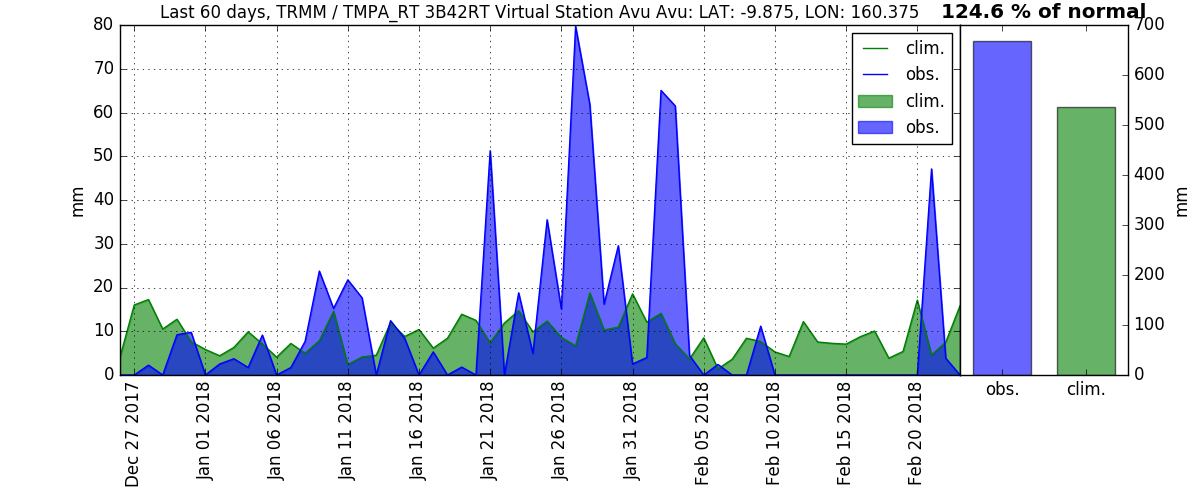 Last 60 days, TRMM / TMPA_RT 3B42RT Virtual Station Avu Avu: LAT: -9.875, LON: 160.375
124.6 % of normal
80
70
60
50
40
30
20
10
0
mm
clim.
obs.
clim.
obs.
Dec 27 2017
Jan 01 2018
Jan 06 2018
Jan 11 2018
Jan 16 2018
Jan 21 2018
Jan 26 2018
Jan 31 2018
Feb 05 2018
Feb 10 2018
Feb 15 2018
Feb 20 2018
700
600
500
400
300
200
100
0
mm
obs.
clim.